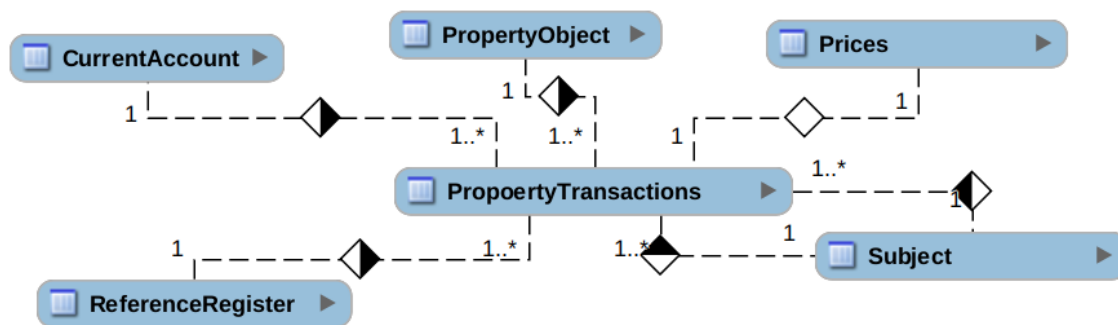 PropertyObject
Prices
CurrentAccount
1
1
1
1..*
1..*
1
1..*
PropoertyTransactions
1
1
1..*
1..*
1
Subject
ReferenceRegister